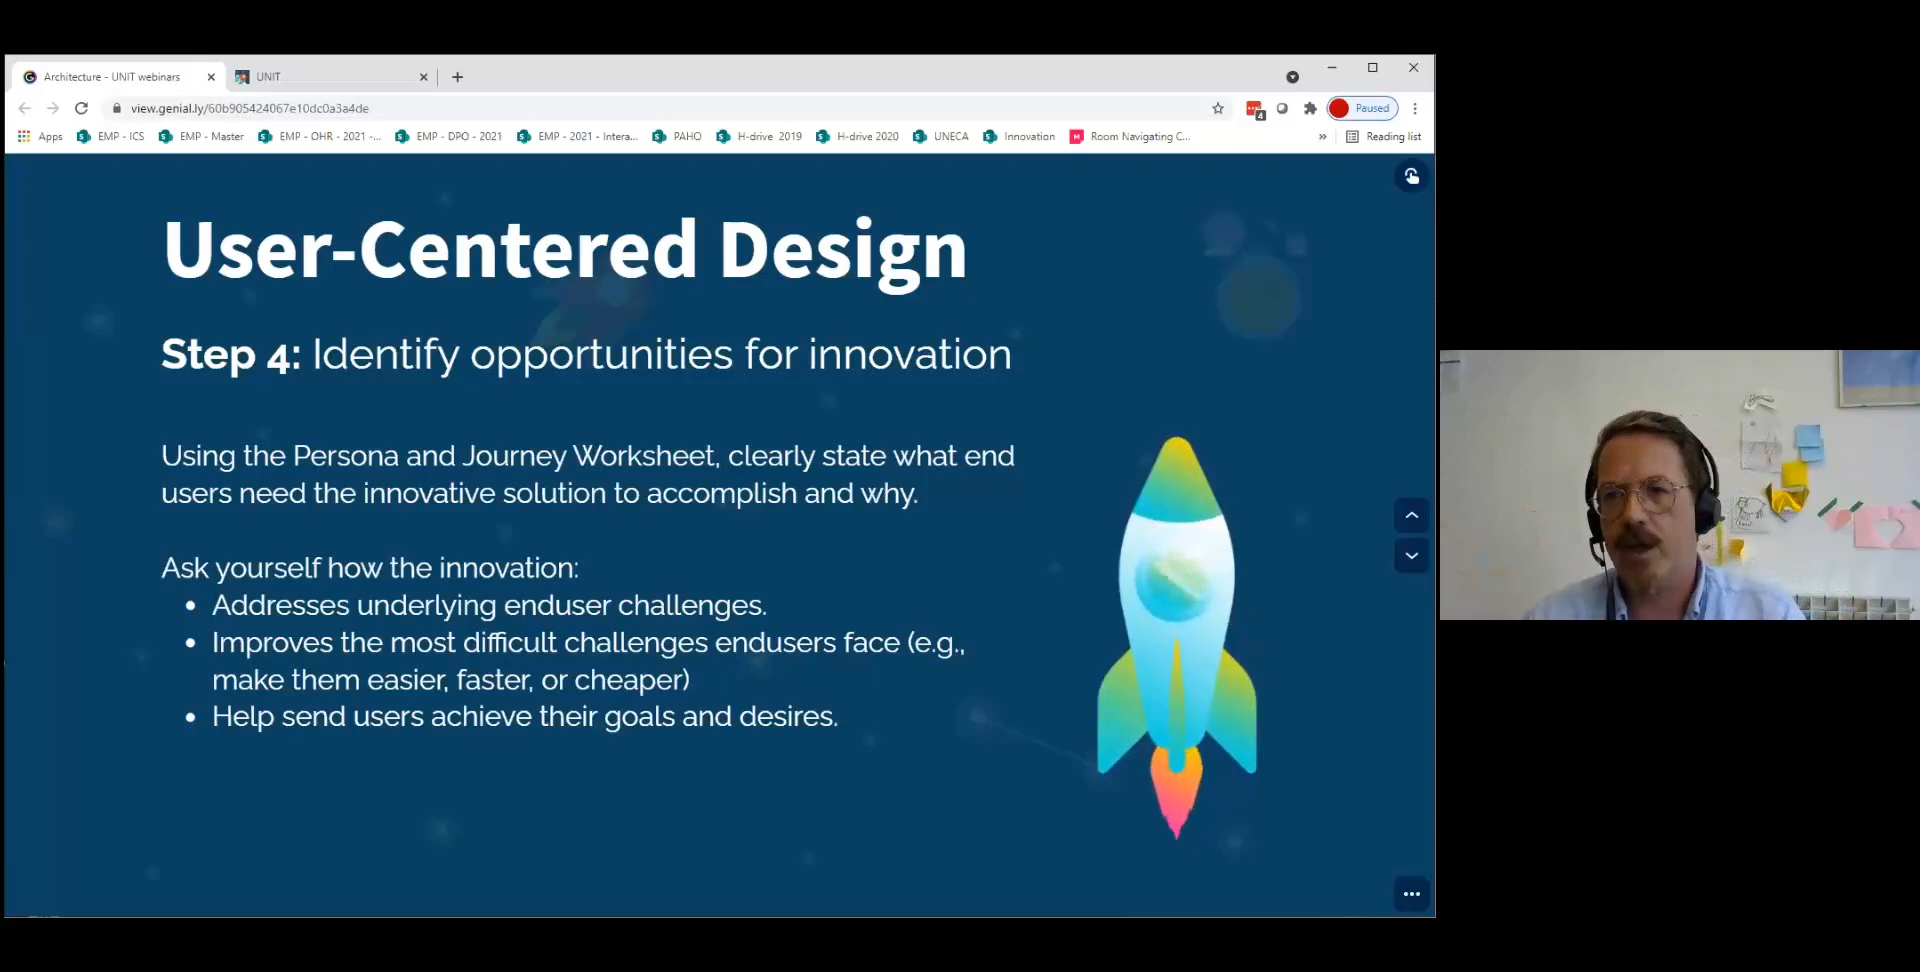 Architecture - UNIT webinars
UNIT
view.genial.ly/60b905424067e10dc0a3a4de
4
Paused
Apps
EMP - ICS
EMP - Master
EMP - OHR - 2021 -...
EMP - DPO - 2021
EMP - 2021 - Intera...
PAHO
H-drive 2019
H-drive 2020
UNECA
Innovation
Room Navigating C...
»
Reading list
User-Centered Design
Step 4: Identify opportunities for innovation
Using the Persona and Journey Worksheet, clearly state what end
users need the innovative solution to accomplish and why.
Ask yourself how the innovation:
• Addresses underlying enduser challenges.
• Improves the most difficult challenges endusers face (e.g.,
make them easier, faster, or cheaper)
• Help send users achieve their goals and desires.